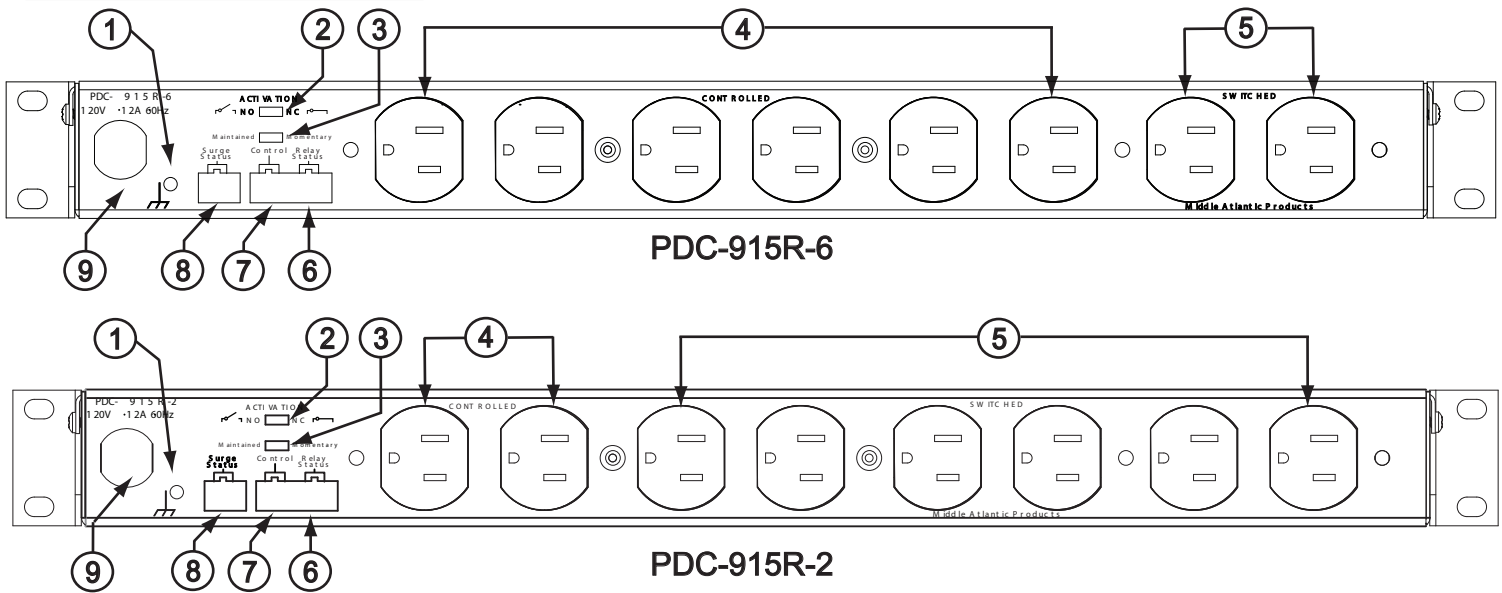 1 2 3 4 5
PDC- 915R-6
120V ·12A 60Hz
ACTIVATION
NO NC
Maintained Momentary
Surge Status
Control
Relay Status
CONTROLLED
SWITCHED
Middle Atlantic Products
9 8 7 6
PDC-915R-6
1 2 3 4 5
PDC- 915R-2
120V ·12A 60Hz
ACTIVATION
NO NC
Maintained Momentary
Surge Status
Control
Relay Status
CONTROLLED
SWITCHED
Middle Atlantic Products
9 8 7 6
PDC-915R-2